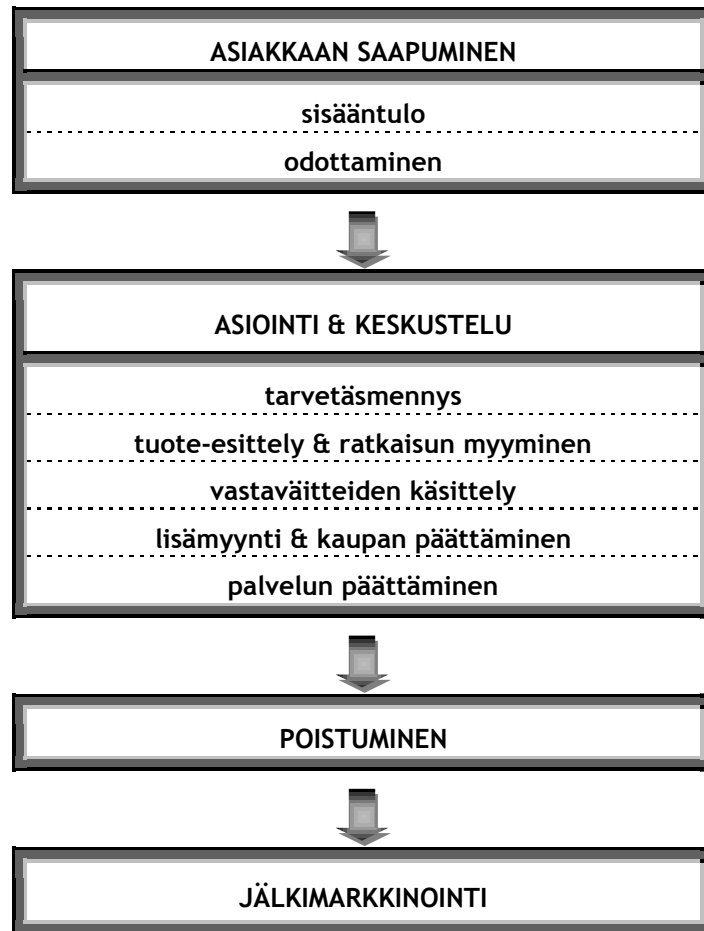 ASIAKKAAN SAAPUMINEN
sisääntulo
odottaminen
ASIOINTI & KESKUSTELU
tarvetäsmennys
tuote-esittely & ratkaisun myyminen
vastaväitteiden käsittely
lisämyynti & kaupan päättäminen
palvelun päättäminen
POISTUMINEN
JÄLKIMARKKINOINTI